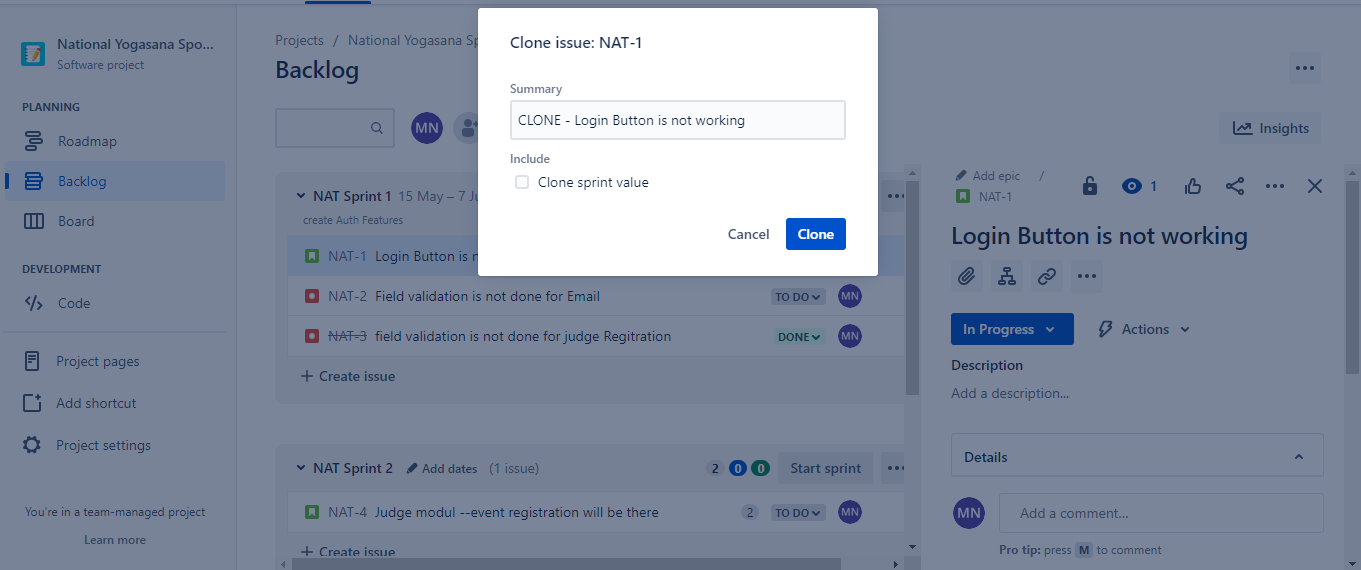 National Yogasana Spo...
Software project
PLANNING
Roadmap
Backlog
Board
DEVELOPMENT
Code
Project pages
Add shortcut
Project settings
You're in a team-managed project
Learn more
Projects / National Yogasana Sp
Backlog
MN
Insights
NAT Sprint 1 15 May – 7 Ju
create Auth Features
NAT-1 Login Button is n
NAT-2 Field validation is not done for Email TO DO MN
NAT-3 field validation is not done for judge Regitration DONE MN
+ Create issue
NAT Sprint 2 Add dates (1 issue) 2 0 0 Start sprint
NAT-4 Judge modul --event registration will be there 2 TO DO MN
+ Create issue
Clone issue: NAT-1
Summary
CLONE - Login Button is not working
Include
Clone sprint value
Cancel Clone
Add epic /
NAT-1
1
Login Button is not working
In Progress Actions
Description
Add a description...
Details
MN Add a comment...
Pro tip: press M to comment